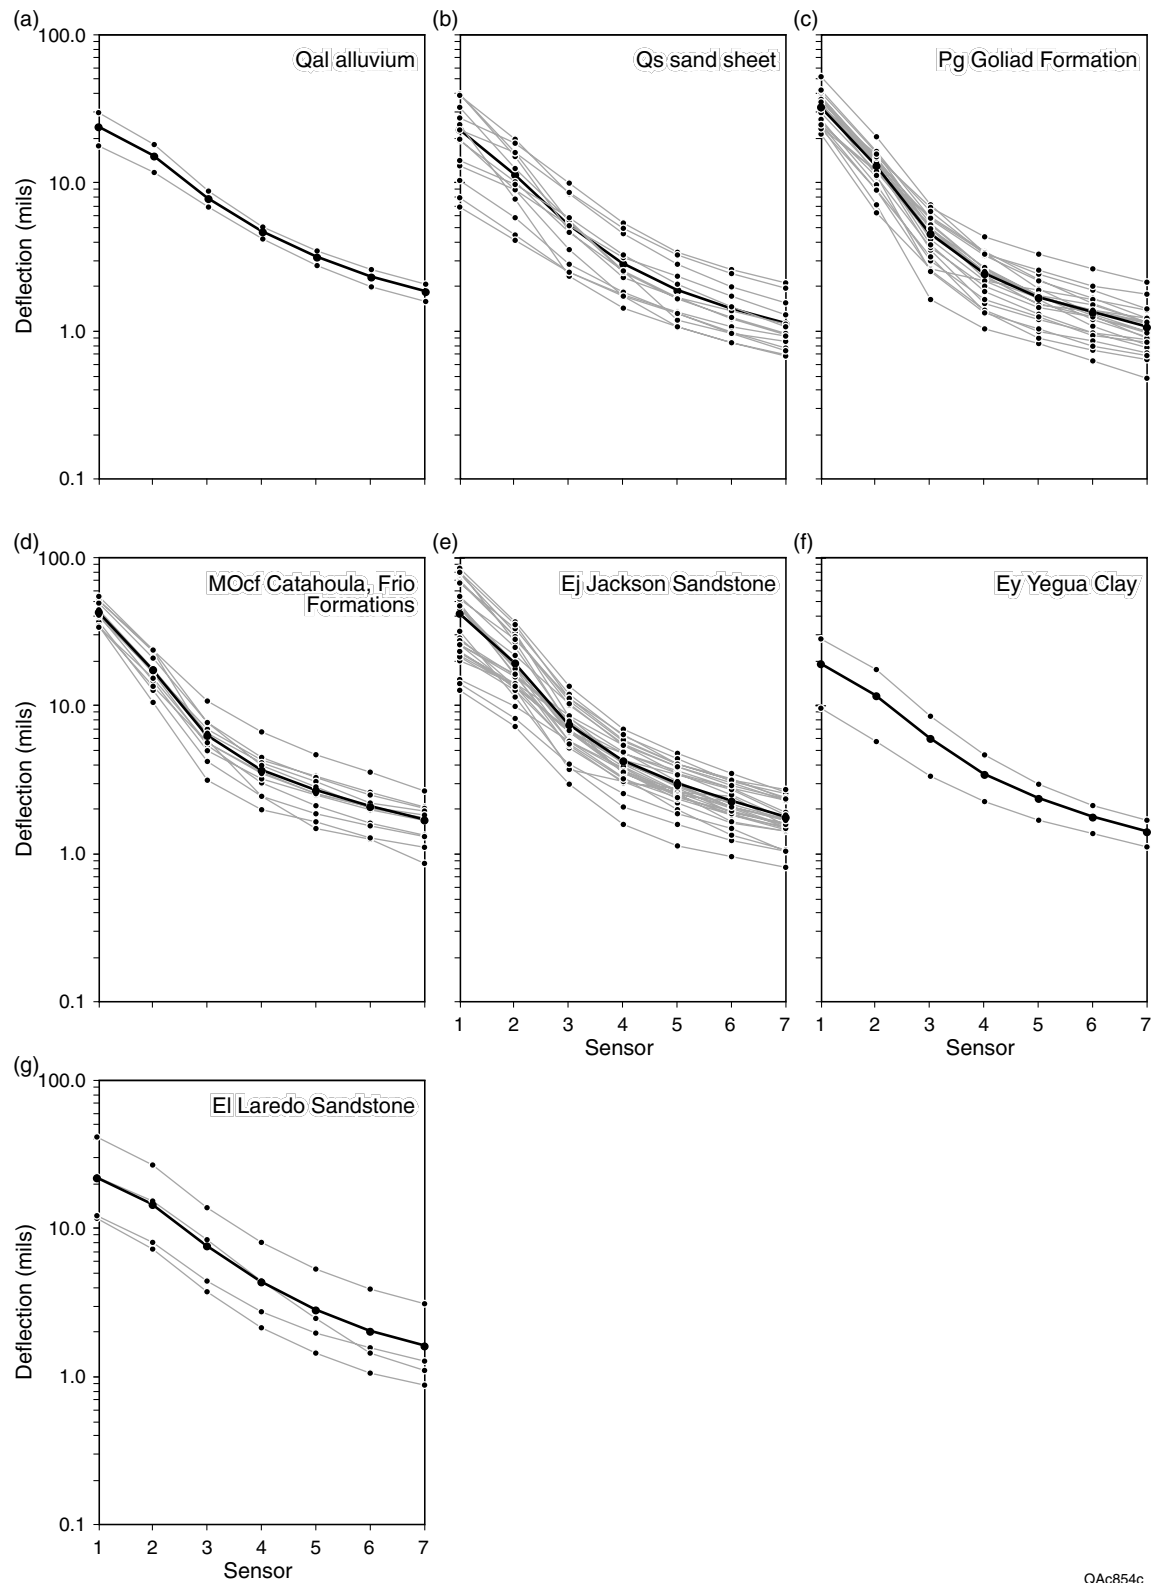 (a)
(b)
(c)
100.0
Qal alluvium
Qs sand sheet
Pg Goliad Formation
10.0
Deflection (mils)
1.0
0.1
(d)
(e)
(f)
100.0
MOcf Catahoula, Frio
Formations
Ej Jackson Sandstone
Ey Yegua Clay
10.0
Deflection (mils)
1.0
0.1
1 2 3 4 5 6 7
Sensor
1 2 3 4 5 6 7
Sensor
(g)
100.0
El Laredo Sandstone
10.0
Deflection (mils)
1.0
0.1
1 2 3 4 5 6 7
Sensor
QAc854c